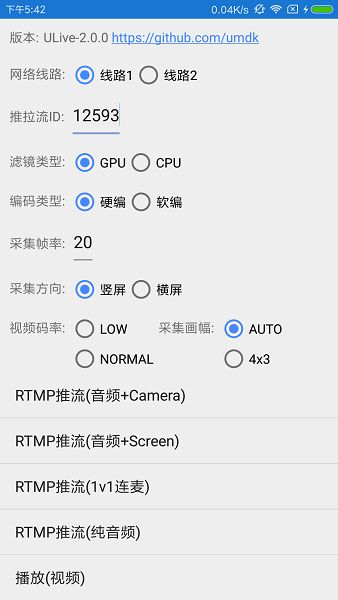 下午5:42 0.04K/s
版本: ULive-2.0.0 https://github.com/umdk
网络线路: 线路1 线路2
推拉流ID: 12593
滤镜类型: GPU CPU
编码类型: 硬编 软编
采集帧率: 20
采集方向: 竖屏 横屏
视频码率: LOW 采集画幅: AUTO
NORMAL 4x3
RTMP推流(音频+Camera)
RTMP推流(音频+Screen)
RTMP推流(1v1连麦)
RTMP推流(纯音频)
播放(视频)